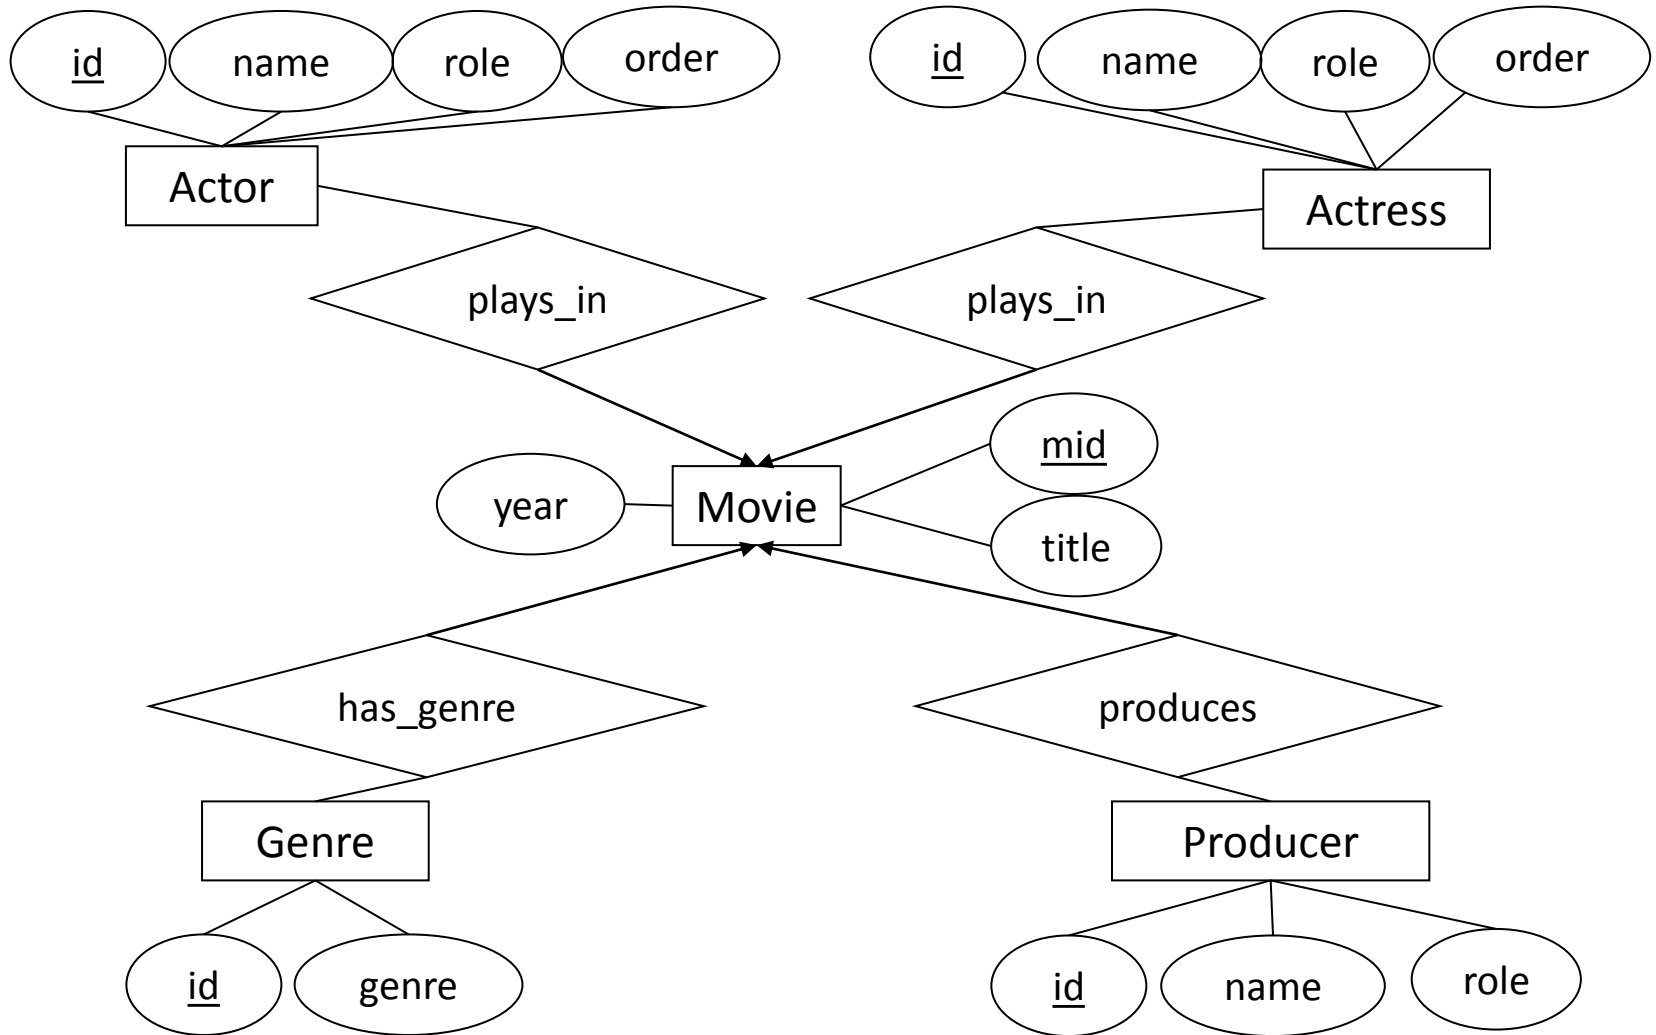 id
name
role
order
id
name
role
order
Actor
Actress
plays_in
plays_in
mid
year
Movie
title
has_genre
produces
Genre
Producer
id
genre
id
name
role